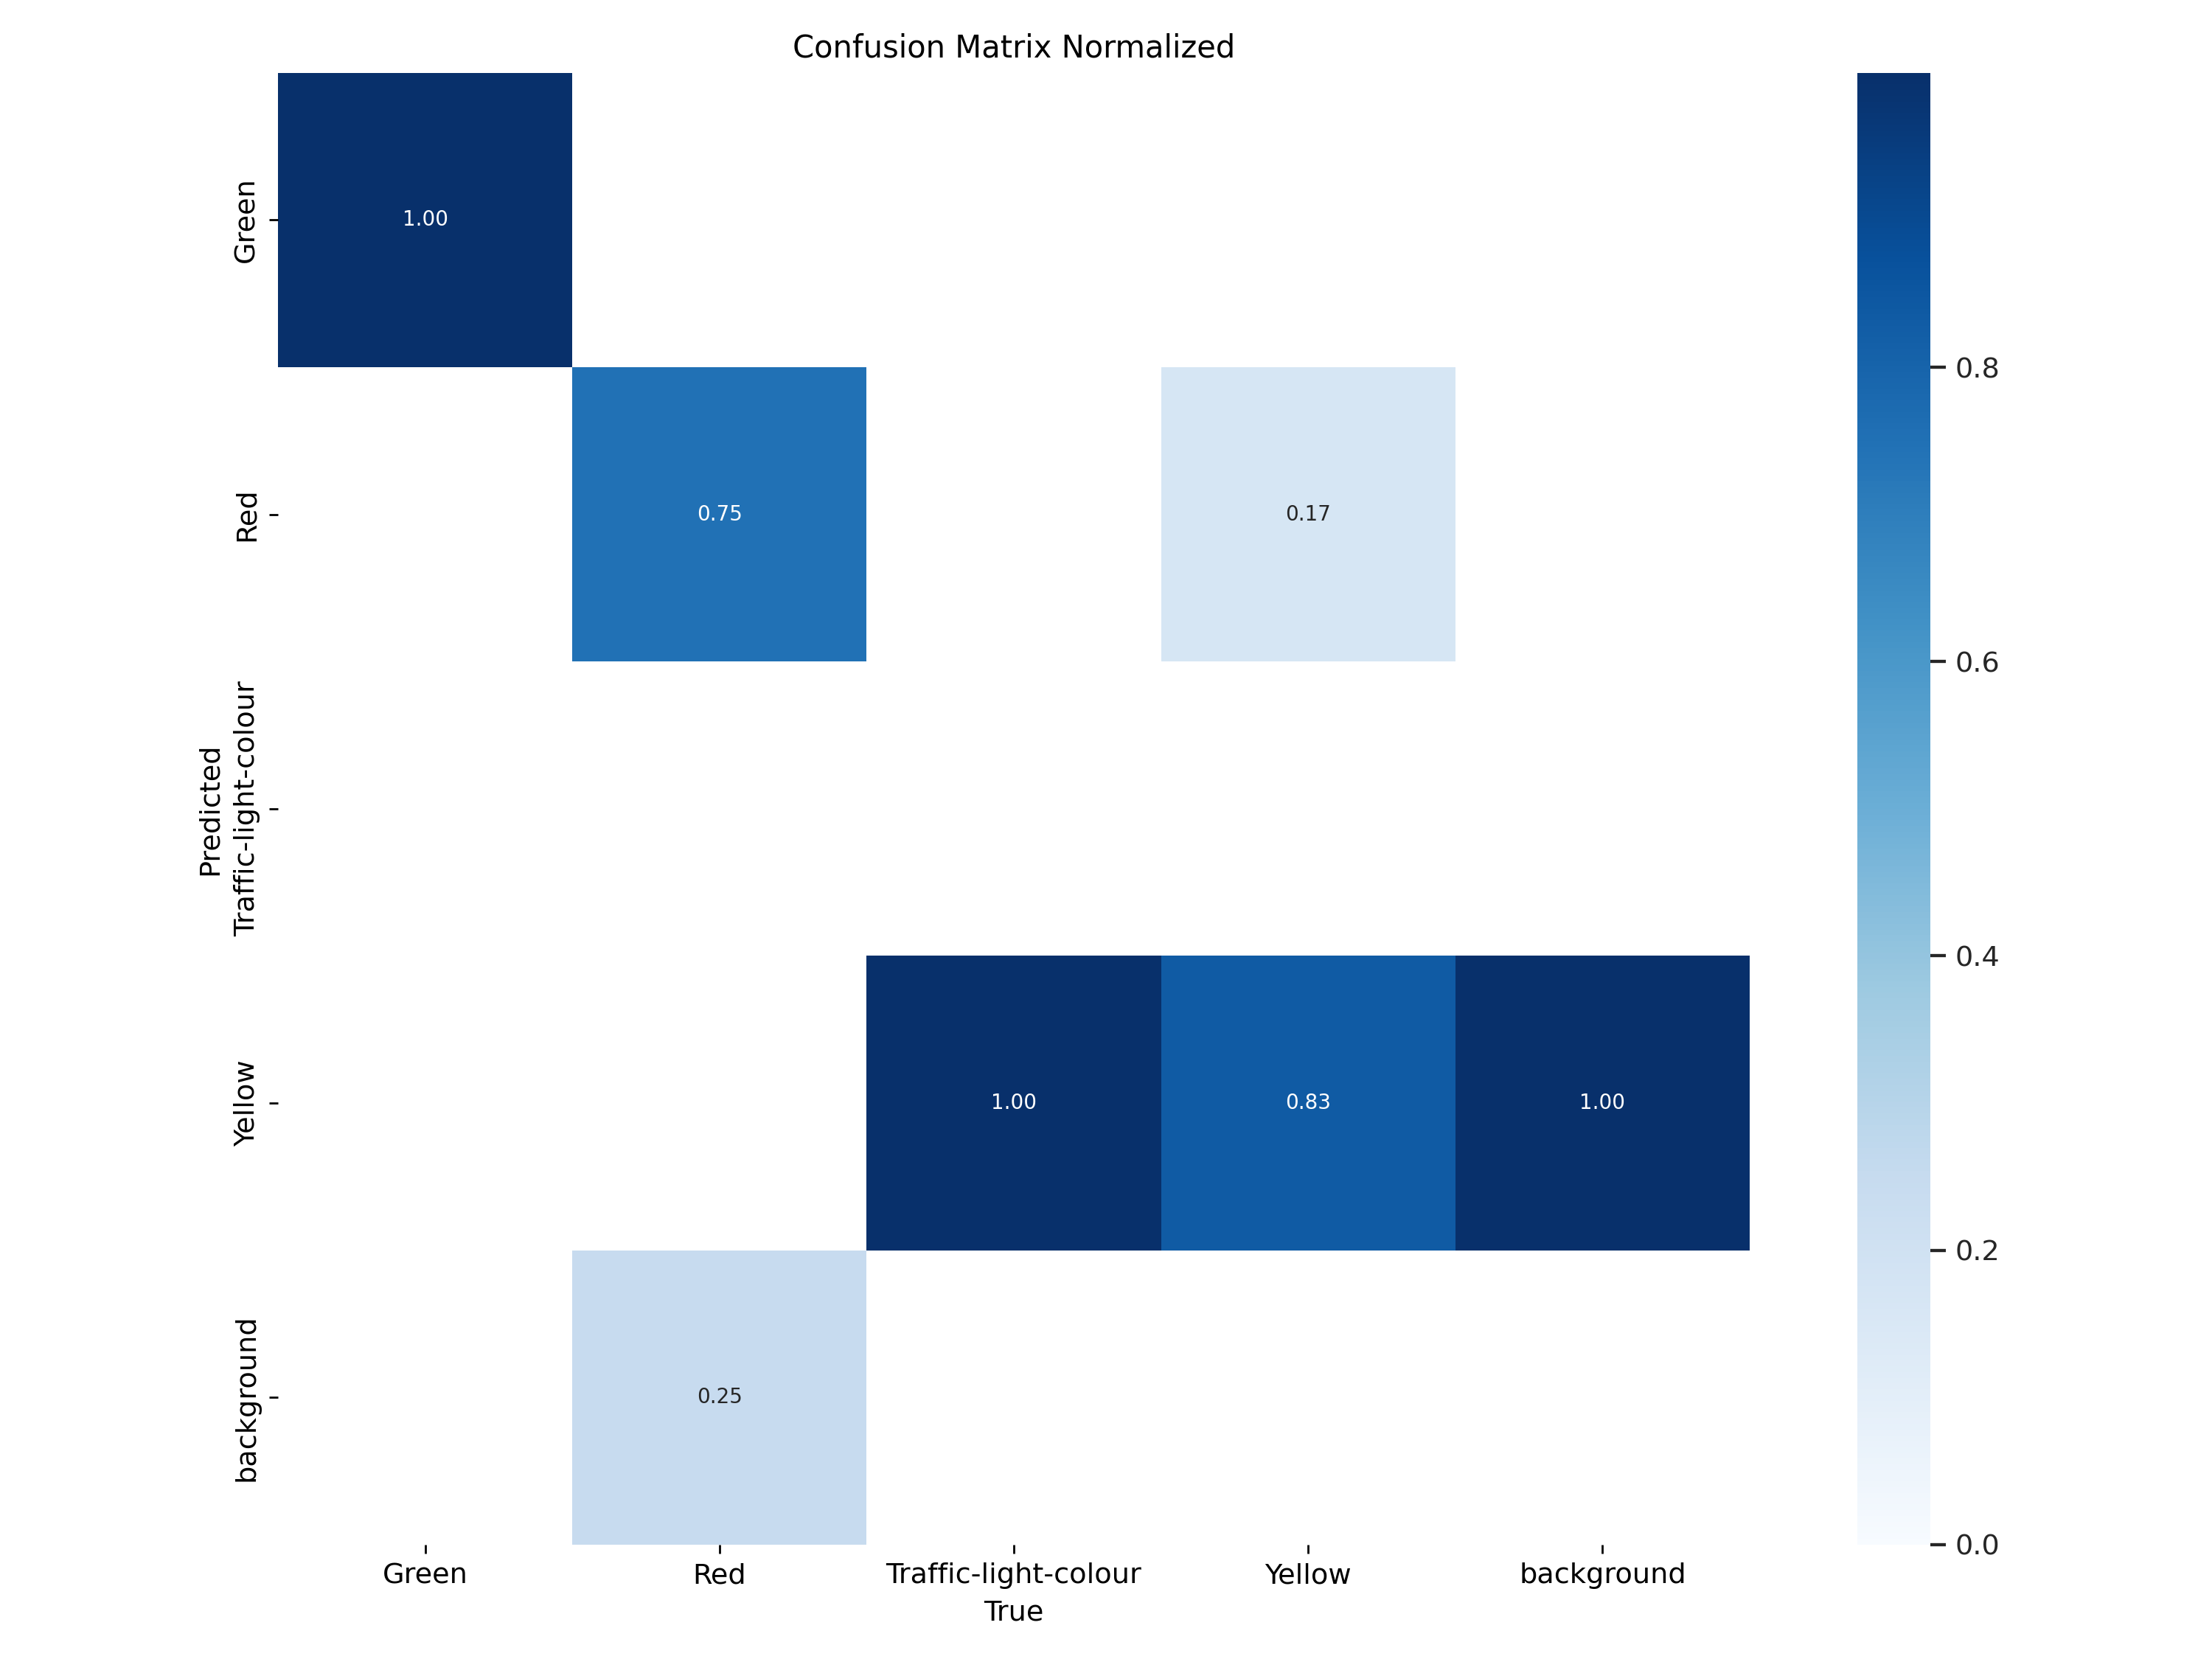 Confusion Matrix Normalized
Green
Red
Traffic-light-colour
Yellow
background
Predicted
1.00
0.75
0.17
1.00
0.83
1.00
0.25
Green
Red
Traffic-light-colour
Yellow
background
True
0.8
0.6
0.4
0.2
0.0